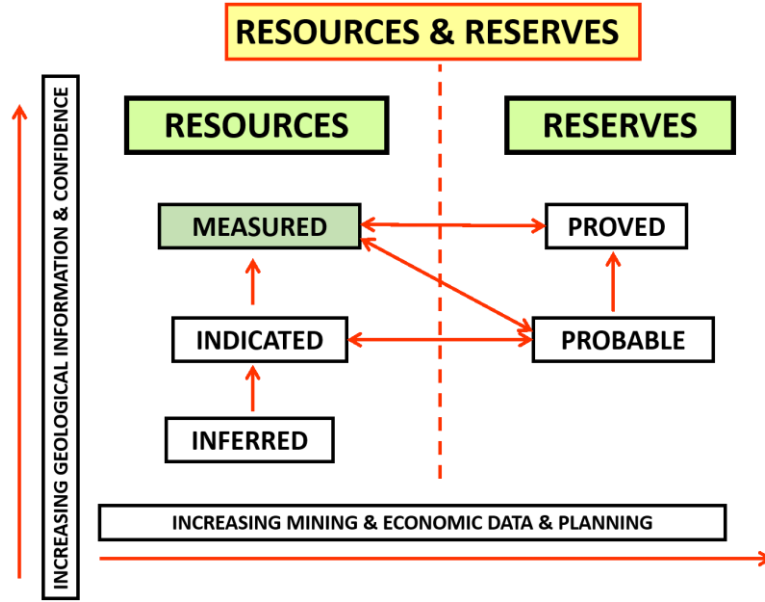 RESOURCES & RESERVES
RESOURCES
RESERVES
INCREASING GEOLOGICAL INFORMATION & CONFIDENCE
MEASURED
PROVED
INDICATED
PROBABLE
INFERRED
INCREASING MINING & ECONOMIC DATA & PLANNING